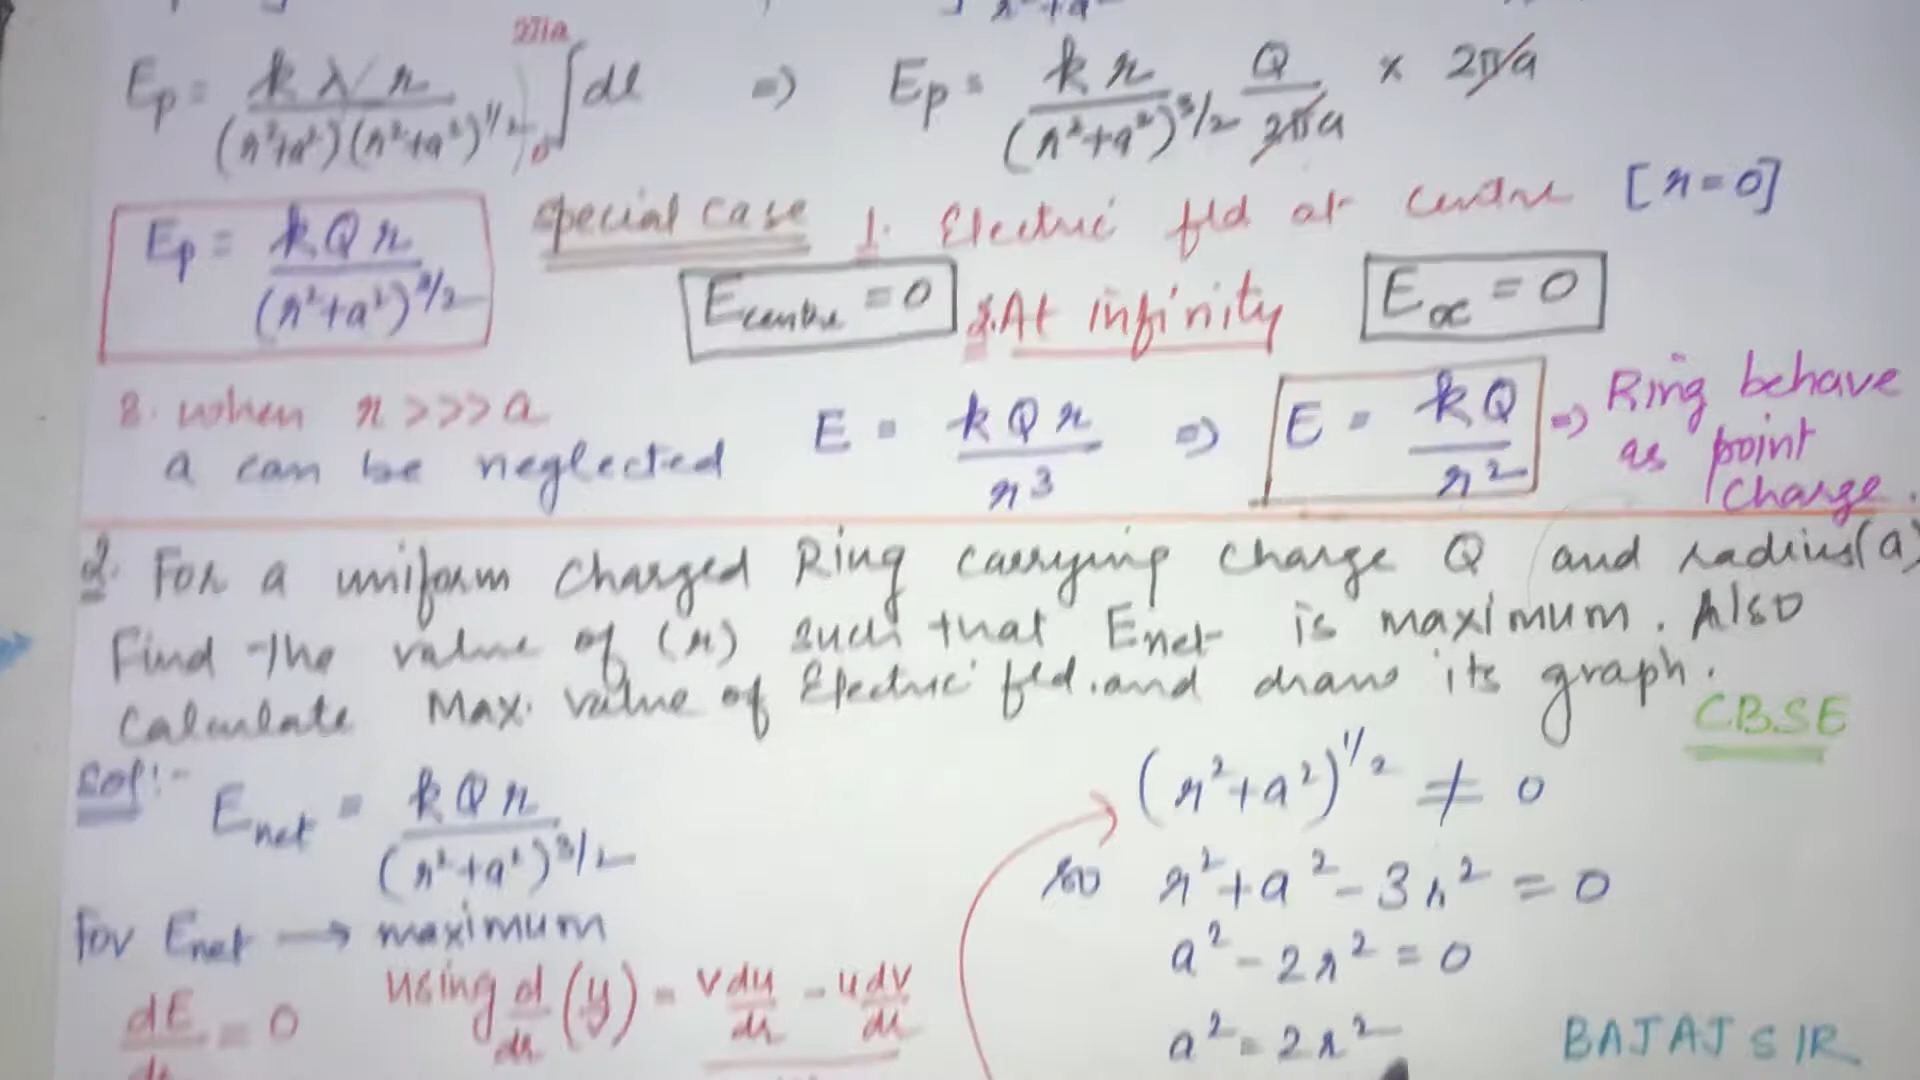 Ep = kλr / (r²+a²)(r²+a²)^1/2 ∫₀^2πa dl ⇒ Ep = kr / (r²+a²)^3/2 Q / 2πa × 2πa
Ep = kQr / (r²+a²)^3/2
special case 1. Electric fld at centre [r=0]
Ecentre = 0 2. At infinity E∞ = 0
3. when r >>> a
a can be neglected E = kQr / r³ ⇒ E = kQ / r² ⇒ Ring behave as point charge.
Q. For a uniform charged Ring carrying charge Q and radius (a)
Find the value of (r) such that Enet is maximum. Also
calculate Max. value of Electric fld. and draw its graph.
CBSE
Sol:- Enet = kQr / (r²+a²)^3/2
For Enet → maximum
dE/dr = 0 using d/dr (y) = v du/dr - u dv/dr
(r²+a²)^1/2 ≠ 0
so r²+a²-3r² = 0
a²-2r² = 0
a² = 2r²
BAJAJ SIR